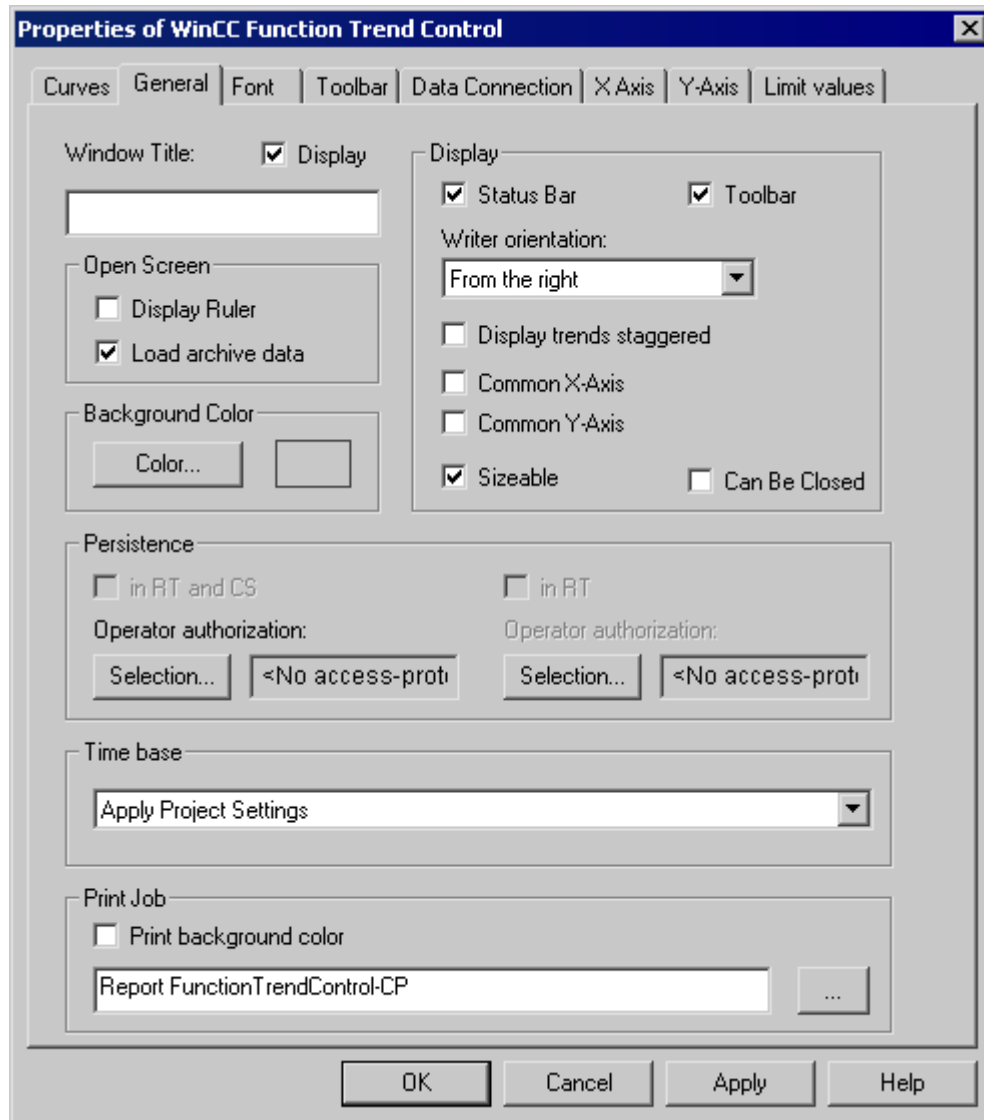 Properties of WinCC Function Trend Control
Curves General Font Toolbar Data Connection X Axis Y-Axis Limit values
Window Title: Display
Open Screen
Display Ruler
Load archive data
Background Color
Color...
Display
Status Bar Toolbar
Writer orientation:
From the right
Display trends staggered
Common X-Axis
Common Y-Axis
Sizeable Can Be Closed
Persistence
in RT and CS in RT
Operator authorization: Operator authorization:
Selection... <No access-prot Selection... <No access-prot
Time base
Apply Project Settings
Print Job
Print background color
Report FunctionTrendControl-CP
...
OK Cancel Apply Help